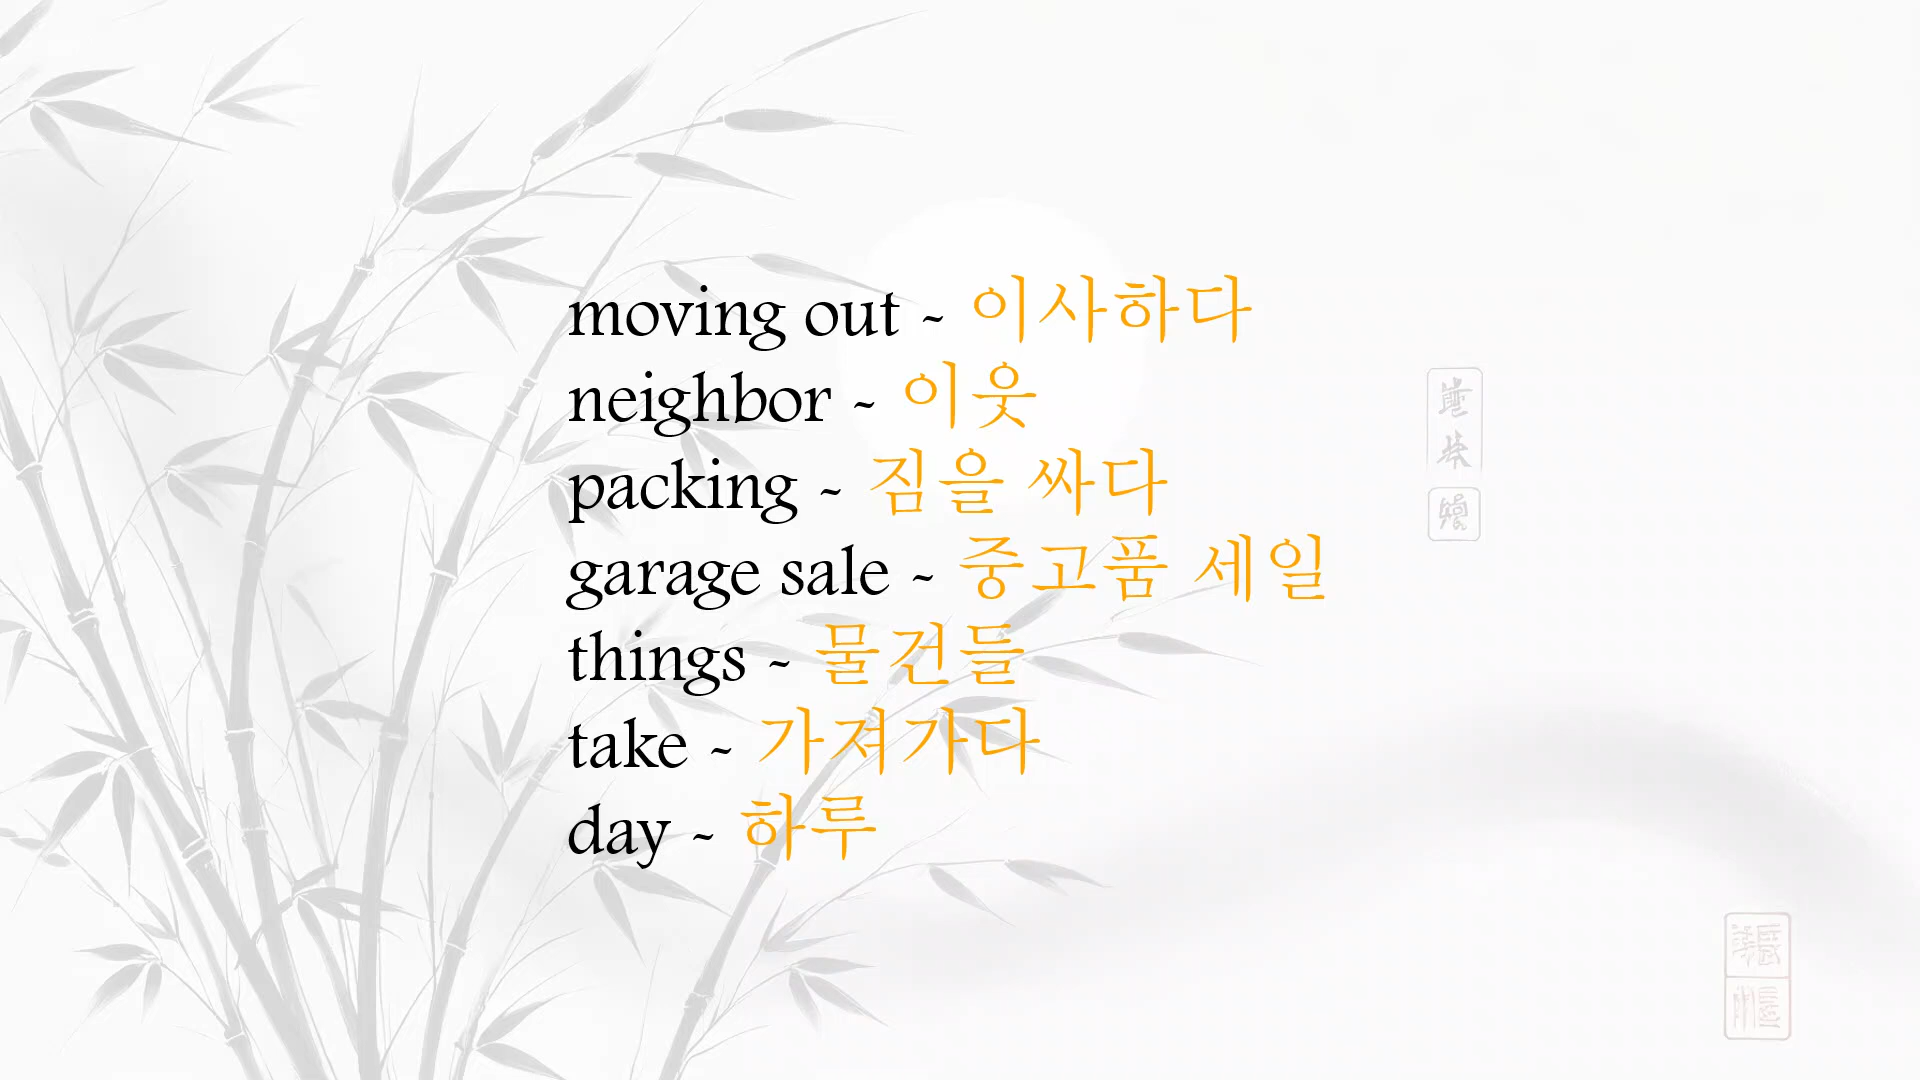 moving out - 이사하다
neighbor - 이웃
packing - 짐을 싸다
garage sale - 중고품 세일
things - 물건들
take - 가져가다
day - 하루